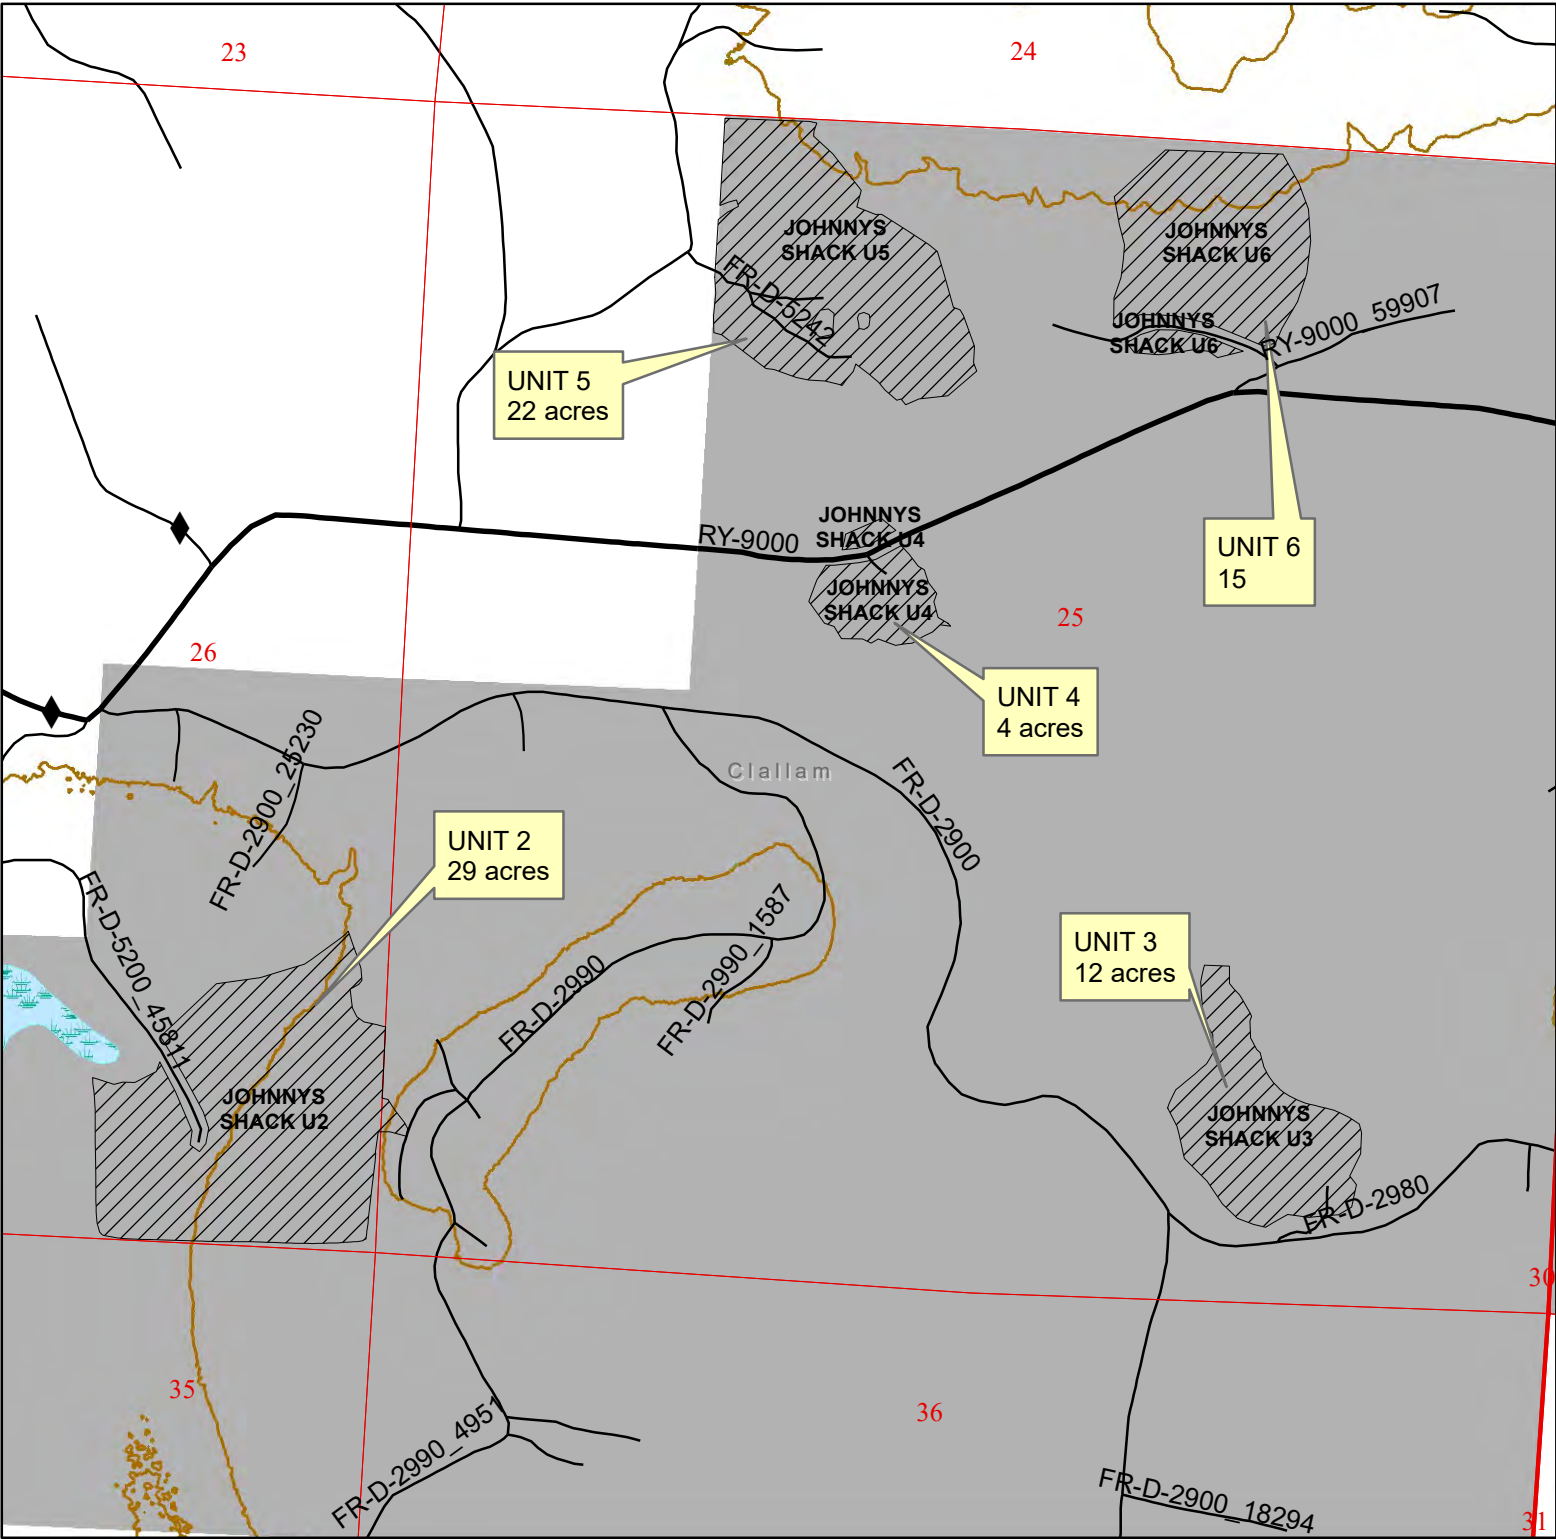 23
24
JOHNNYS
SHACK U5
JOHNNYS
SHACK U6
FR-D-5242
JOHNNYS
SHACK U6
RY-9000_59907
UNIT 5
22 acres
RY-9000
JOHNNYS
SHACK U4
UNIT 6
15
JOHNNYS
SHACK U4
25
26
UNIT 4
4 acres
FR-D-2900_25230
Clallam
FR-D-2900
UNIT 2
29 acres
FR-D-5200_45811
FR-D-2990
FR-D-2990_1587
UNIT 3
12 acres
JOHNNYS
SHACK U2
JOHNNYS
SHACK U3
FR-D-2980
30
35
36
FR-D-2990_4951
FR-D-2900_18294
31